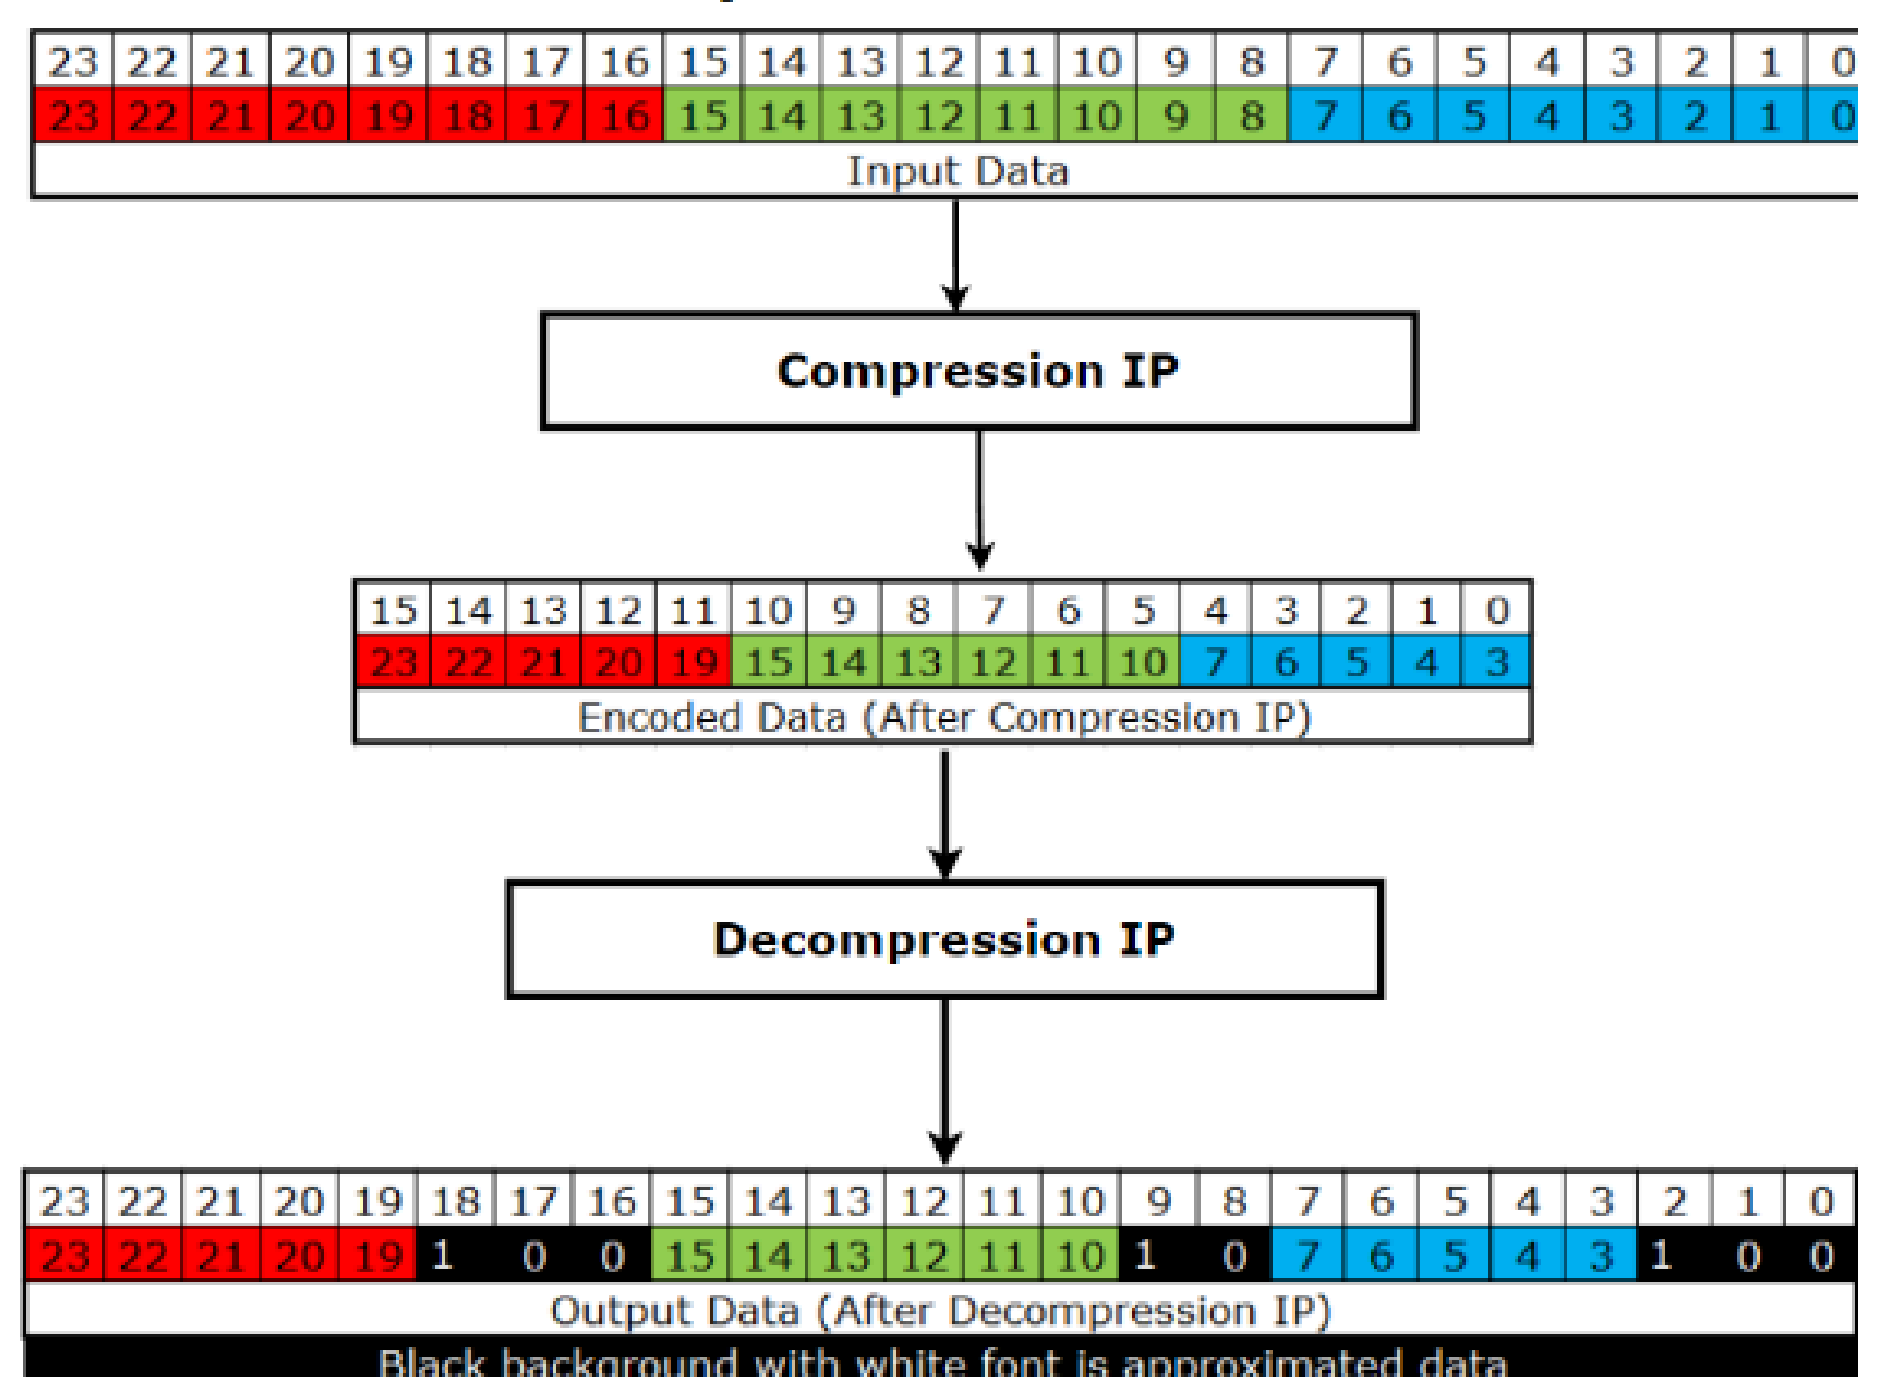 23 22 21 20 19 18 17 16 15 14 13 12 11 10 9 8 7 6 5 4 3 2 1 0
23 22 21 20 19 18 17 16 15 14 13 12 11 10 9 8 7 6 5 4 3 2 1 0
Input Data
Compression IP
15 14 13 12 11 10 9 8 7 6 5 4 3 2 1 0
23 22 21 20 19 15 14 13 12 11 10 7 6 5 4 3
Encoded Data (After Compression IP)
Decompression IP
23 22 21 20 19 18 17 16 15 14 13 12 11 10 9 8 7 6 5 4 3 2 1 0
23 22 21 20 19 1 0 0 15 14 13 12 11 10 1 0 7 6 5 4 3 1 0 0
Output Data (After Decompression IP)
Black background with white font is approximated data